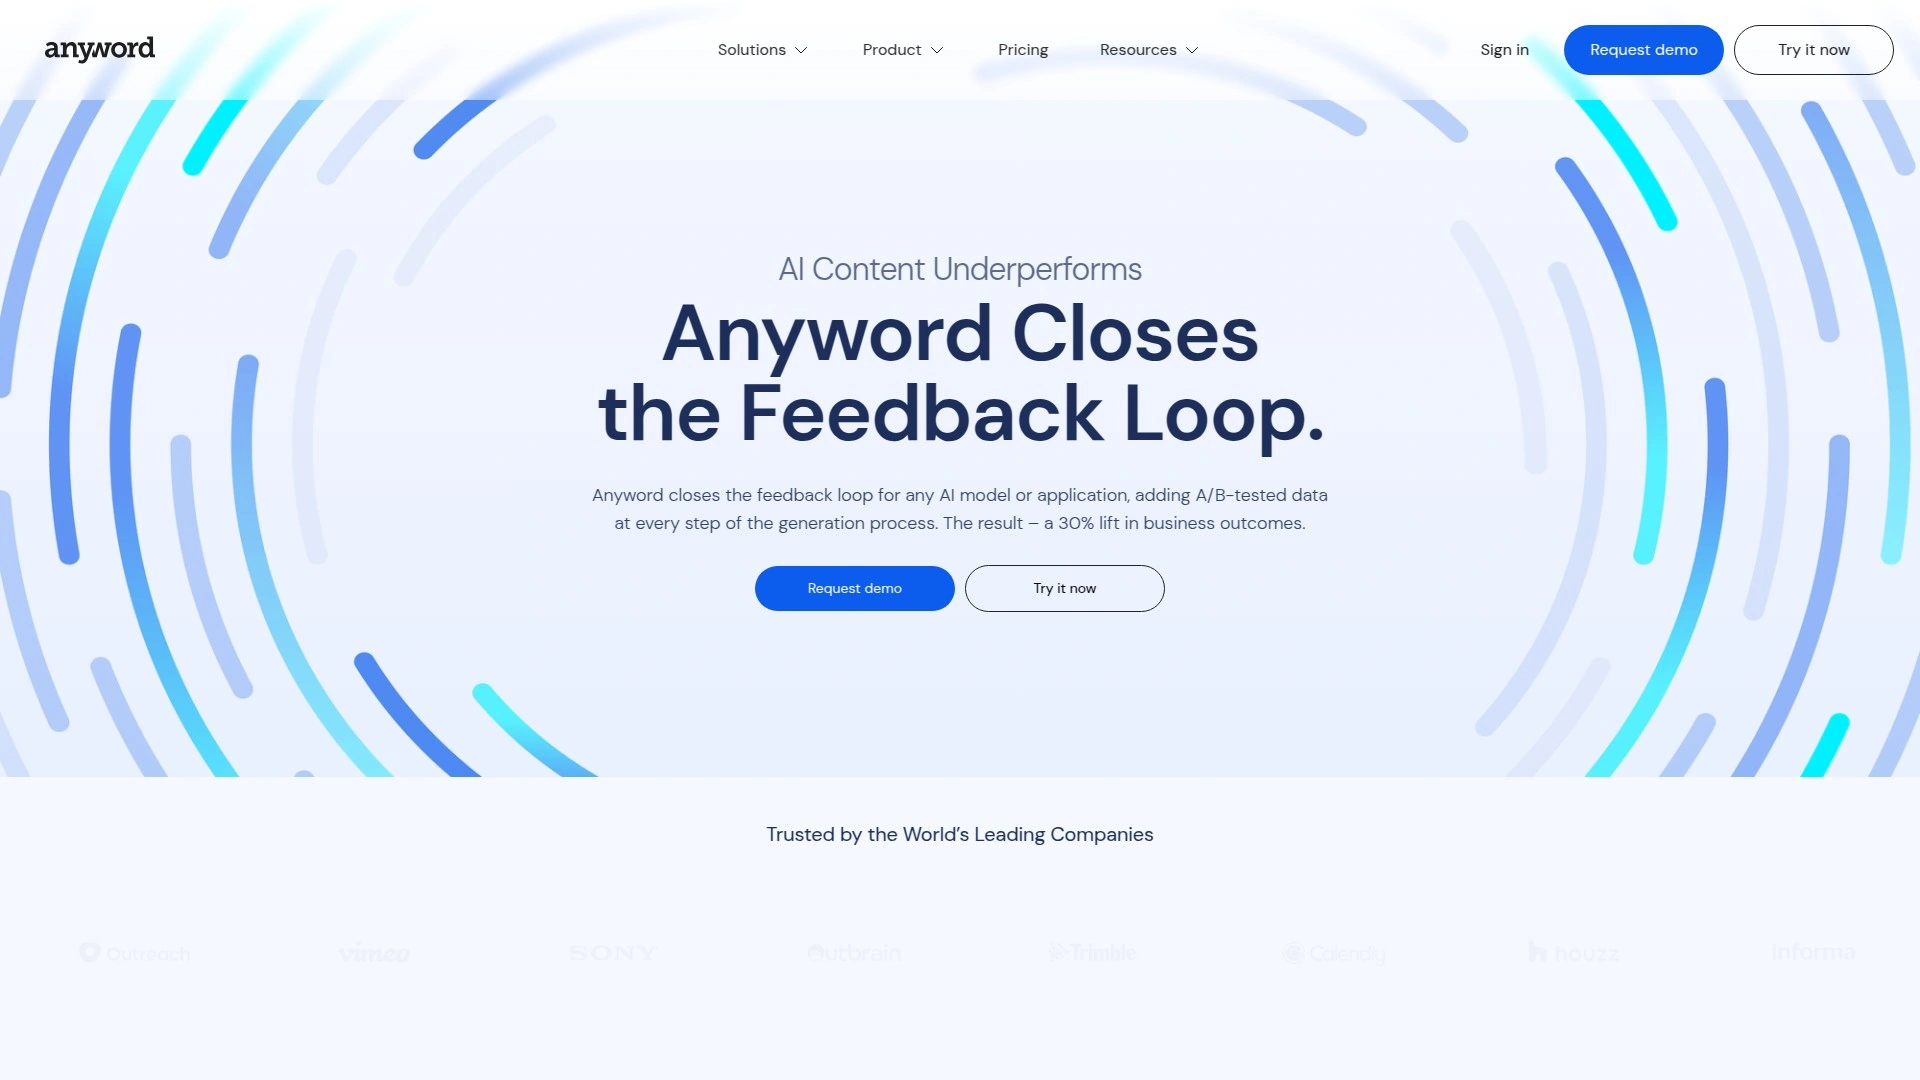 anyword
Solutions
Product
Pricing
Resources
Sign in
Request demo
Try it now
AI Content Underperforms
Anyword Closes
the Feedback Loop.
Anyword closes the feedback loop for any AI model or application, adding A/B-tested data
at every step of the generation process. The result – a 30% lift in business outcomes.
Request demo
Try it now
Trusted by the World’s Leading Companies
Outreach
vimeo
SONY
Outbrain
Trimble
Calendly
houzz
informa